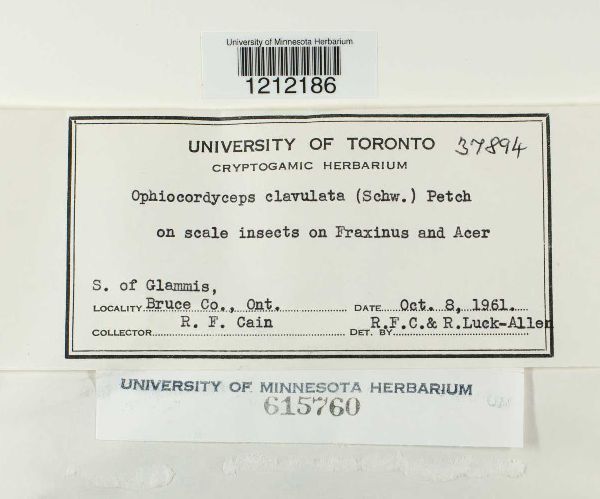 University of Minnesota Herbarium
1212186
UNIVERSITY OF TORONTO 37894
CRYPTOGAMIC HERBARIUM
Ophiocordyceps clavulata (Schw.) Petch
on scale insects on Fraxinus and Acer
S. of Glammis,
LOCALITY Bruce Co., Ont. DATE Oct. 8, 1961.
COLLECTOR R. F. Cain DET. BY R.F.C.& R.Luck-Allen
UNIVERSITY OF MINNESOTA HERBARIUM
615760